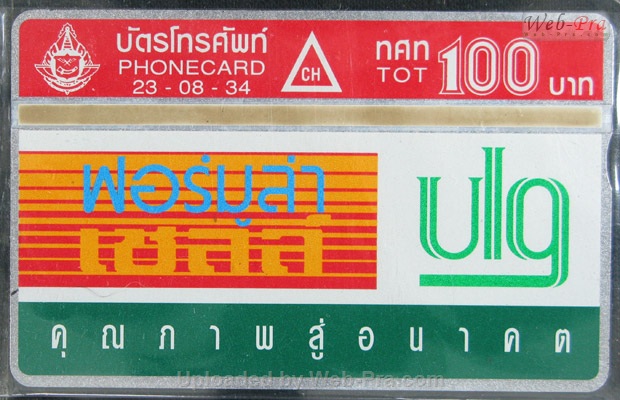 บัตรโทรศัพท์
PHONECARD
23 - 08 - 34
CH
ทศท
TOT
100 บาท
Web-Pra
ฟอร์มูล่า
เชลล์
ulg
คุณภาพสู่อนาคต
Uploaded by Web-Pra.com